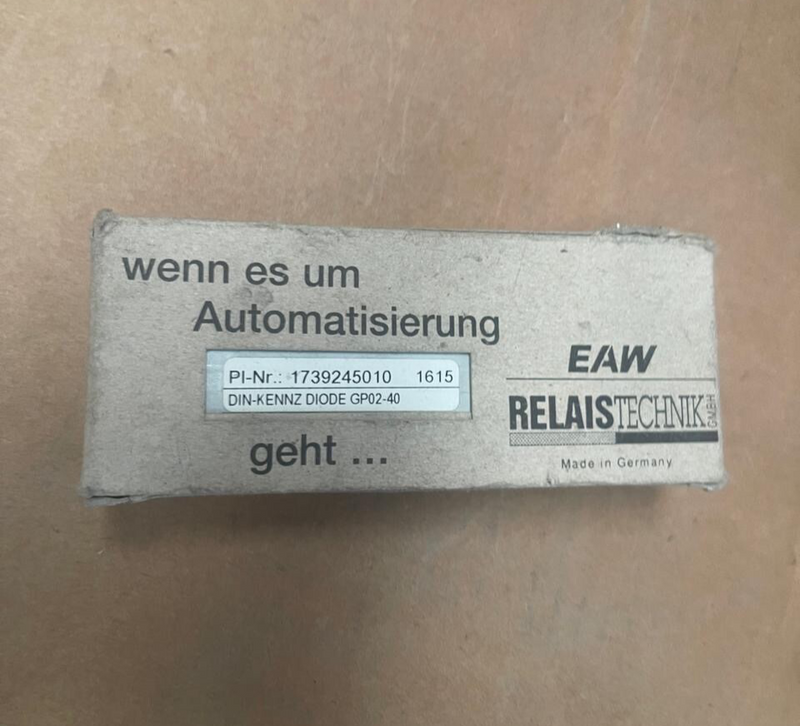 wenn es um
Automatisierung
PI-Nr.: 1739245010 1615
DIN-KENNZ DIODE GP02-40
geht ...
EAW
RELAISTECHNIK GMBH
Made in Germany